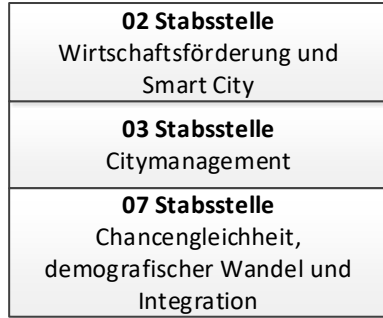 02 Stabsstelle
Wirtschaftsförderung und
Smart City
03 Stabsstelle
Citymanagement
07 Stabsstelle
Chancengleichheit,
demografischer Wandel und
Integration